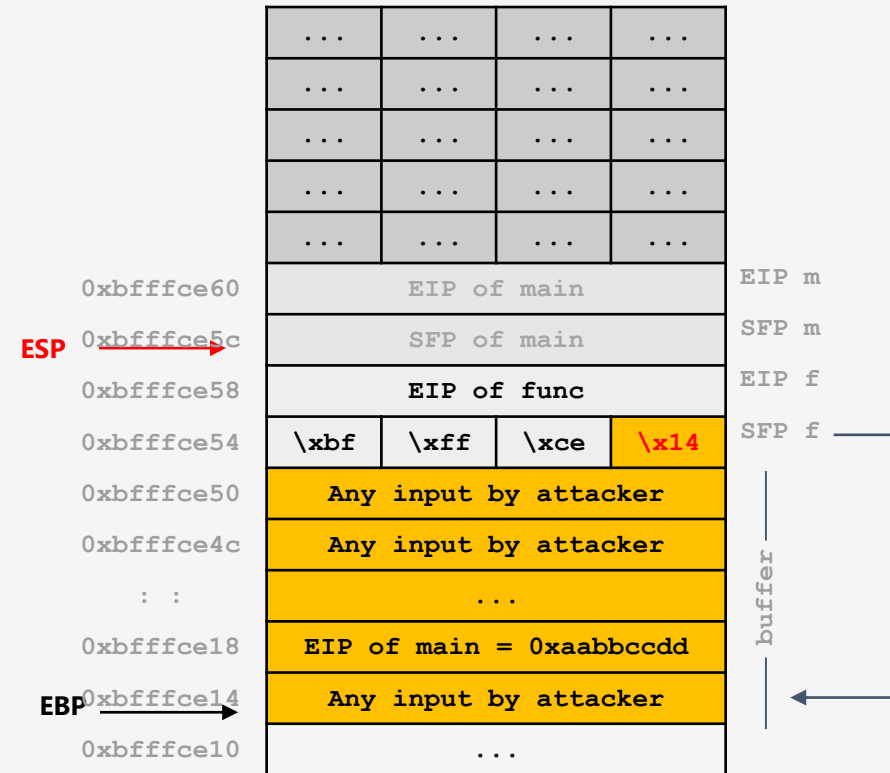 ... ... ... ...
... ... ... ...
... ... ... ...
... ... ... ...
... ... ... ...
0xbfffce60 EIP of main EIP m
ESP 0xbfffce5c SFP of main SFP m
0xbfffce58 EIP of func EIP f
0xbfffce54 \xbf \xff \xce \x14 SFP f
0xbfffce50 Any input by attacker
0xbfffce4c Any input by attacker
: : ...
buffer
0xbfffce18 EIP of main = 0xaabbccdd
EBP 0xbfffce14 Any input by attacker
0xbfffce10 ...